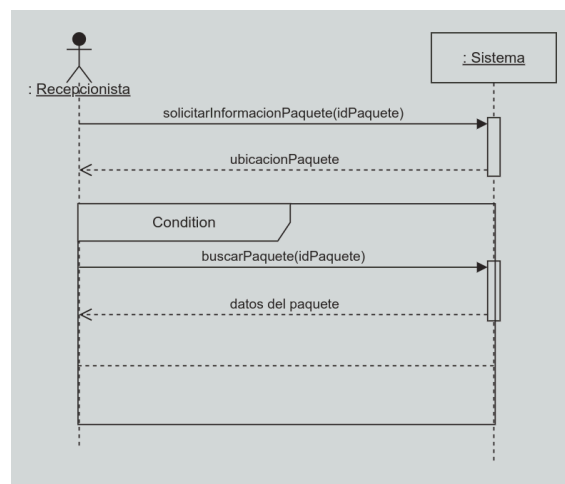 : Sistema
: Recepcionista
solicitarInformacionPaquete(idPaquete)
ubicacionPaquete
Condition
buscarPaquete(idPaquete)
datos del paquete